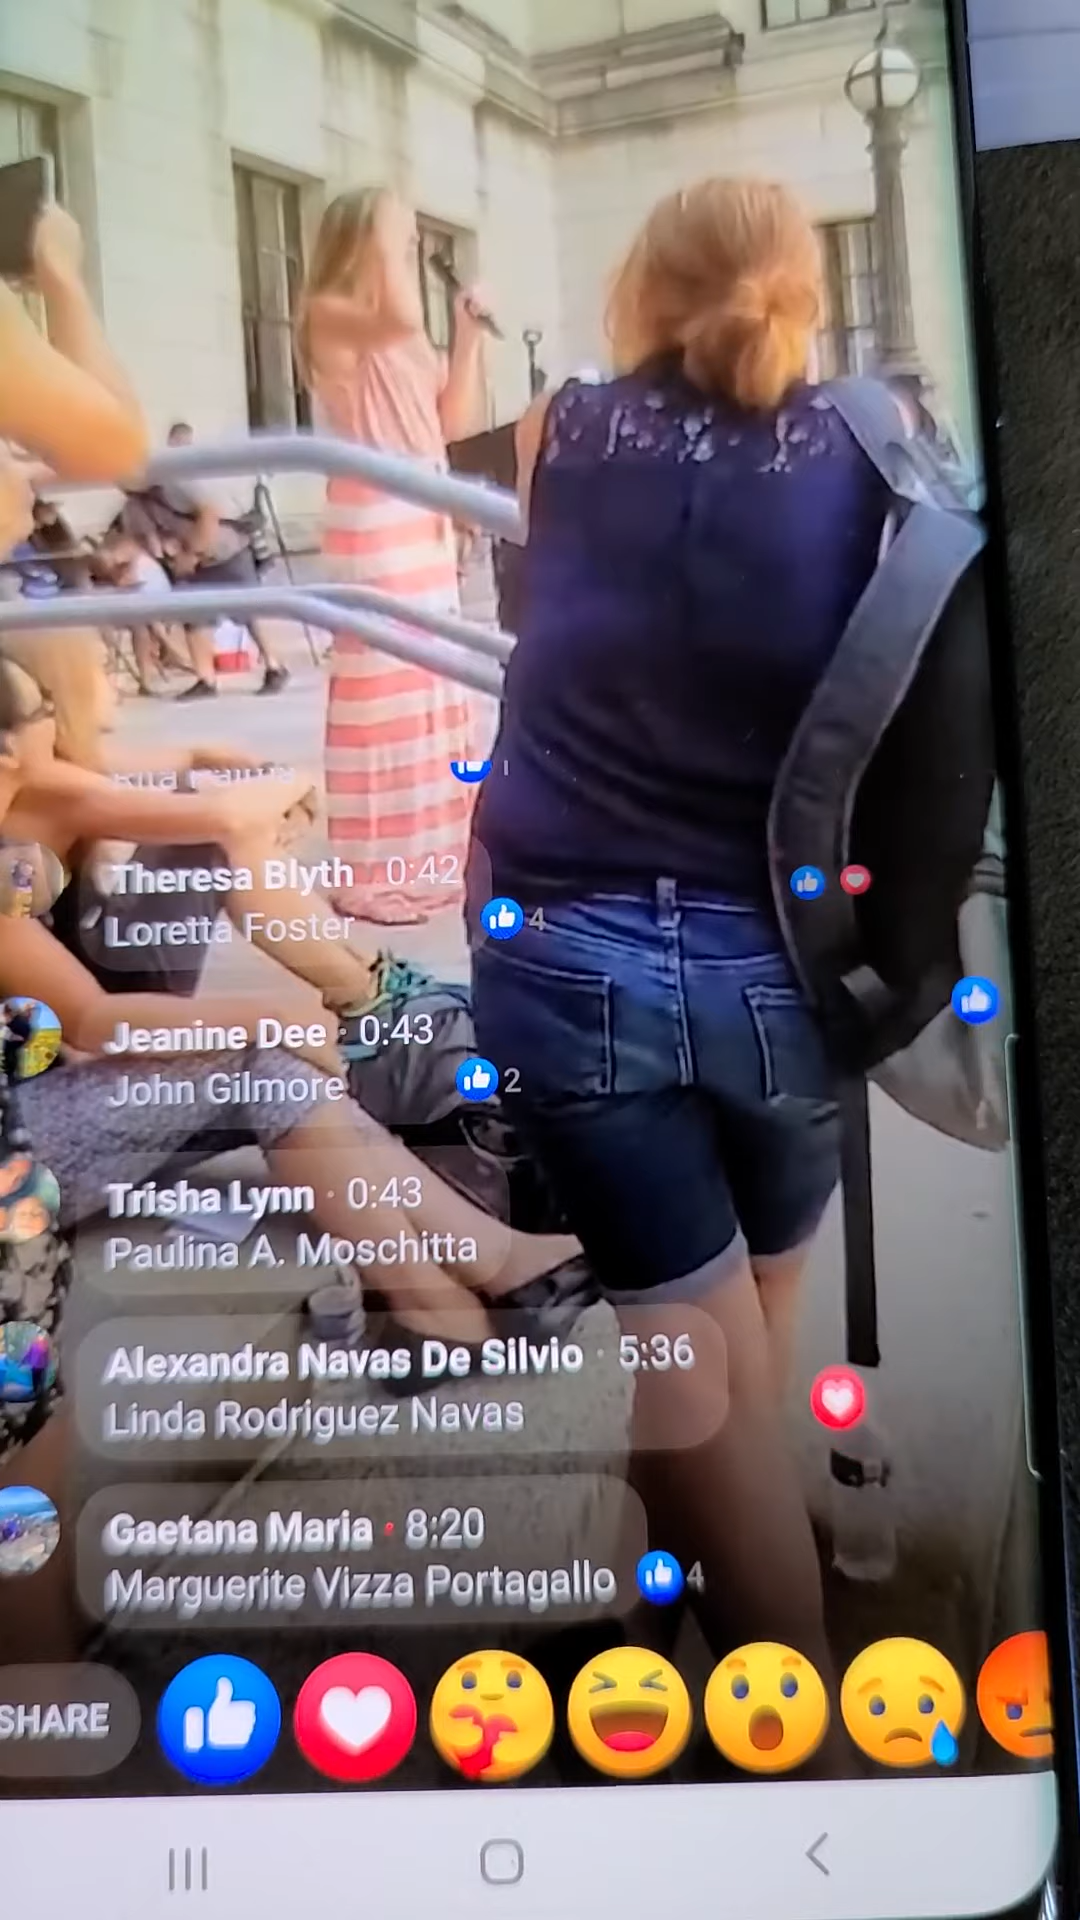 Theresa Blyth · 0:42
Loretta Foster
4
Jeanine Dee · 0:43
John Gilmore
2
Trisha Lynn · 0:43
Paulina A. Moschitta
Alexandra Navas De Silvio · 5:36
Linda Rodriguez Navas
Gaetana Maria · 8:20
Marguerite Vizza Portagallo
4
SHARE